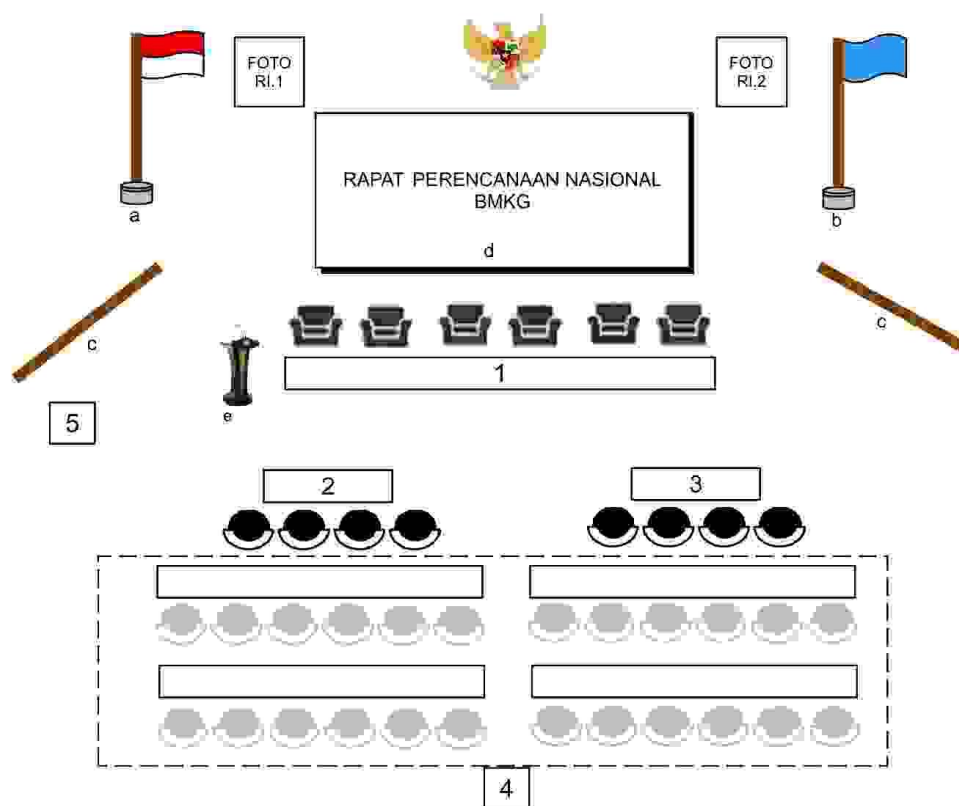 FOTO
RI.1
FOTO
RI.2
RAPAT PERENCANAAN NASIONAL
BMKG
d
a
b
c
c
1
e
5
2
3
4